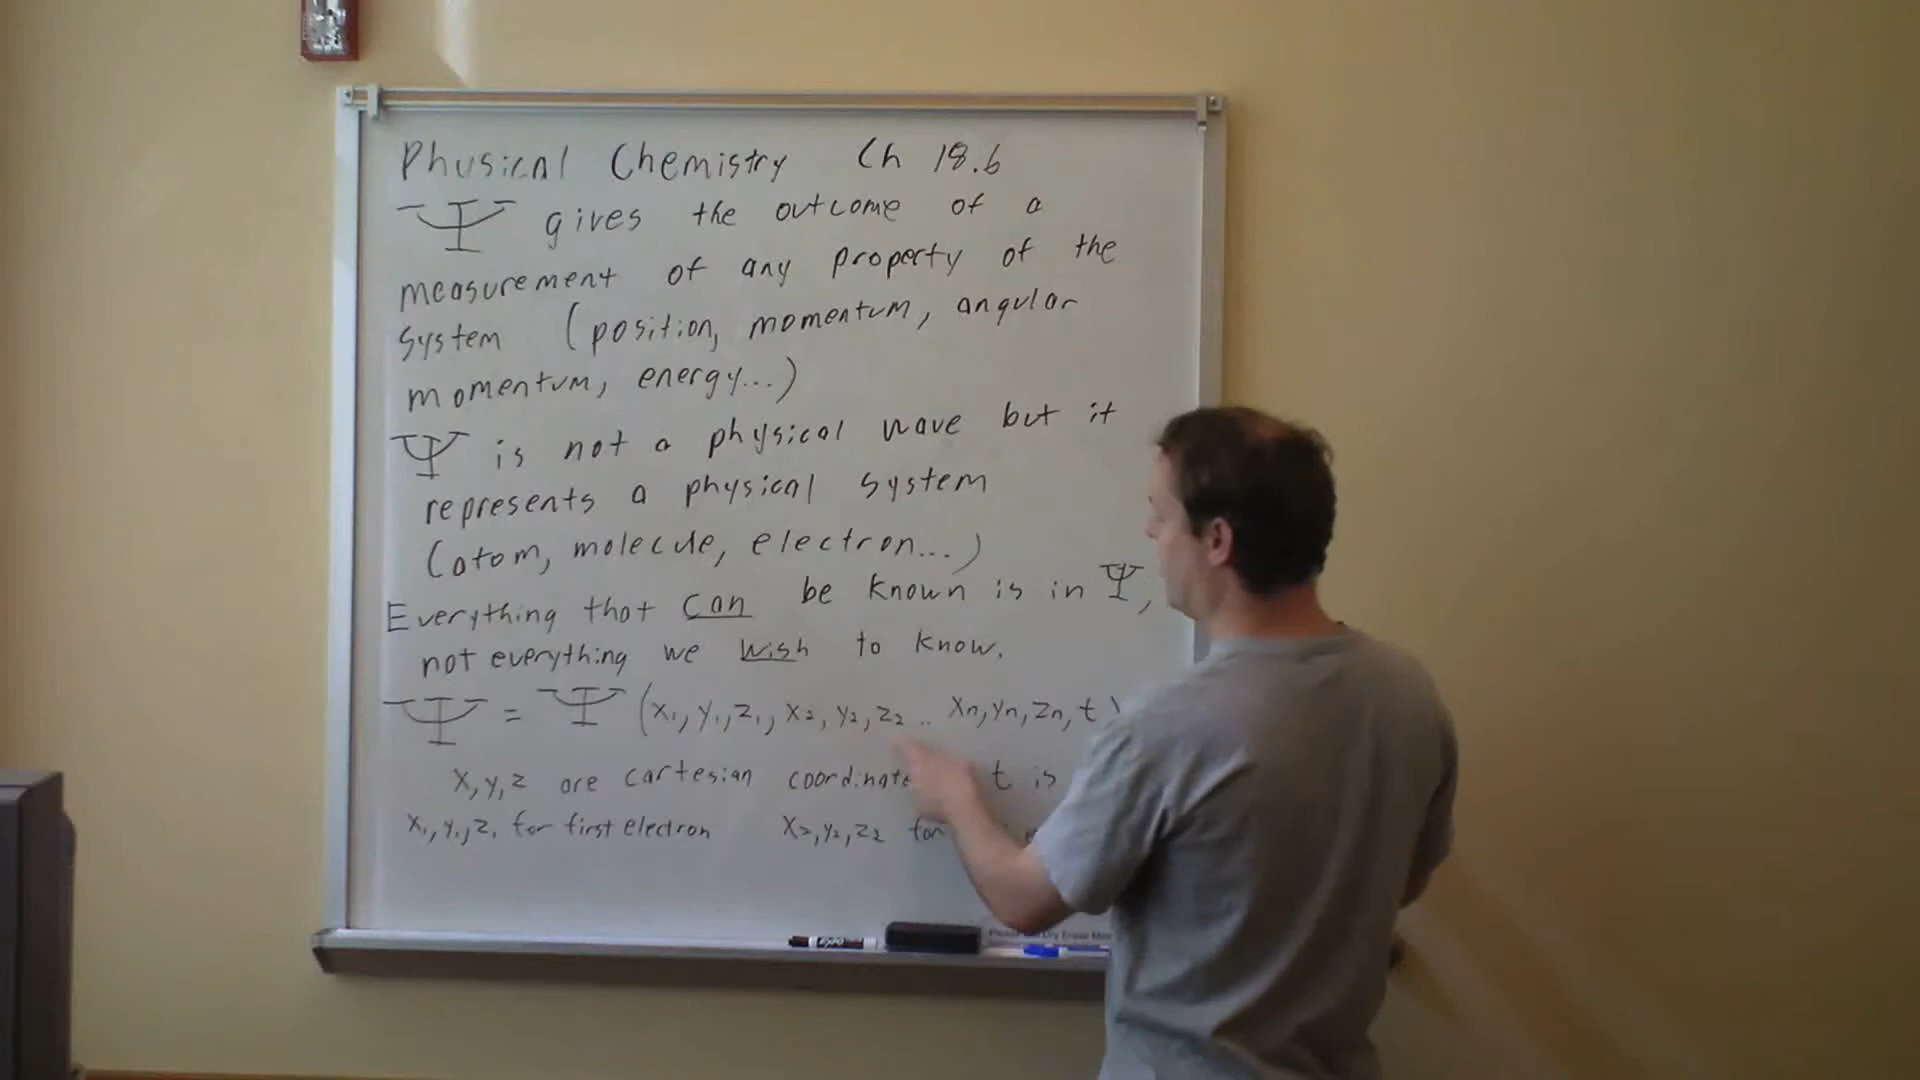 Physical Chemistry Ch 18.6
Ψ gives the outcome of a
measurement of any property of the
system (position, momentum, angular
momentum, energy...)
Ψ is not a physical wave but it
represents a physical system
(atom, molecule, electron...)
Everything that can be known is in Ψ,
not everything we wish to know.
Ψ = Ψ (x₁, y₁, z₁, x₂, y₂, z₂ .. xn, yn, zn, t)
x, y, z are cartesian coordinate t is
x₁, y₁, z₁ for first electron x₂, y₂, z₂ for
EXPO